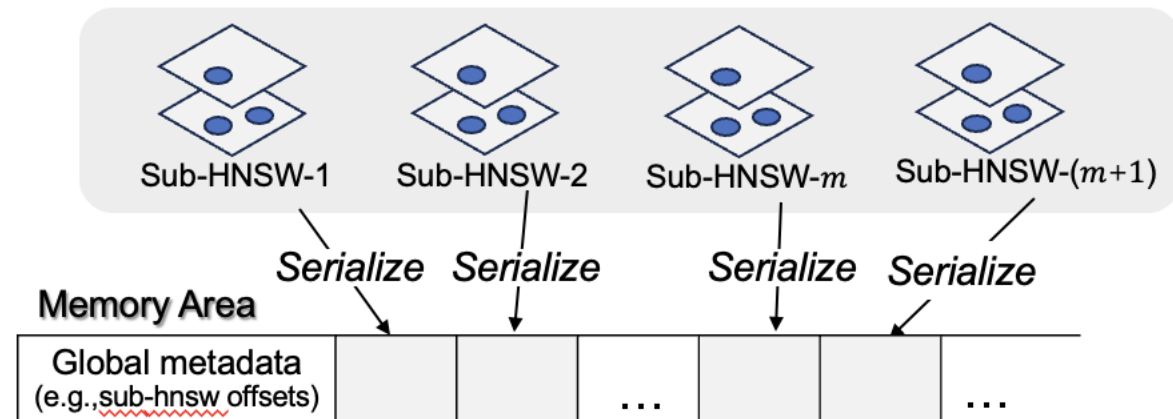 Sub-HNSW-1
Sub-HNSW-2
Sub-HNSW-m
Sub-HNSW-(m+1)
Serialize
Serialize
Serialize
Serialize
Memory Area
Global metadata
(e.g.,sub-hnsw offsets)
...
...